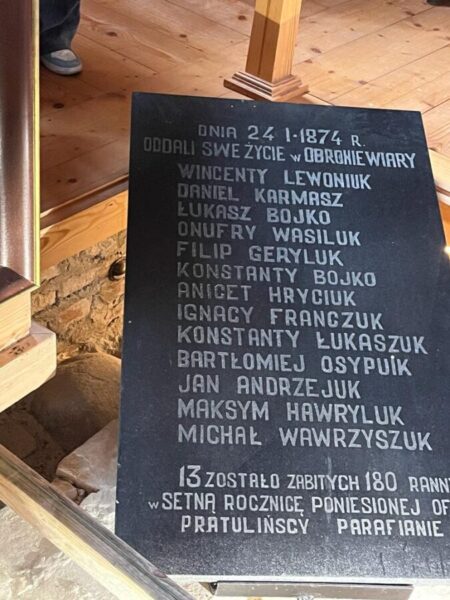 DNIA 24 I-1874 R.
ODDALI SWE ŻYCIE w OBRONIE WIARY
WINCENTY LEWONIUK
DANIEL KARMASZ
ŁUKASZ BOJKO
ONUFRY WASILUK
FILIP GERYLUK
KONSTANTY BOJKO
ANICET HRYCIUK
IGNACY FRANCZUK
KONSTANTY ŁUKASZUK
BARTŁOMIEJ OSYPUIK
JAN ANDRZEJUK
MAKSYM HAWRYLUK
MICHAŁ WAWRZYSZUK
13 ZOSTAŁO ZABITYCH 180 RANNY
w SETNĄ ROCZNICĘ PONIESIONEJ OF
PRATULIŃSCY PARAFIANIE